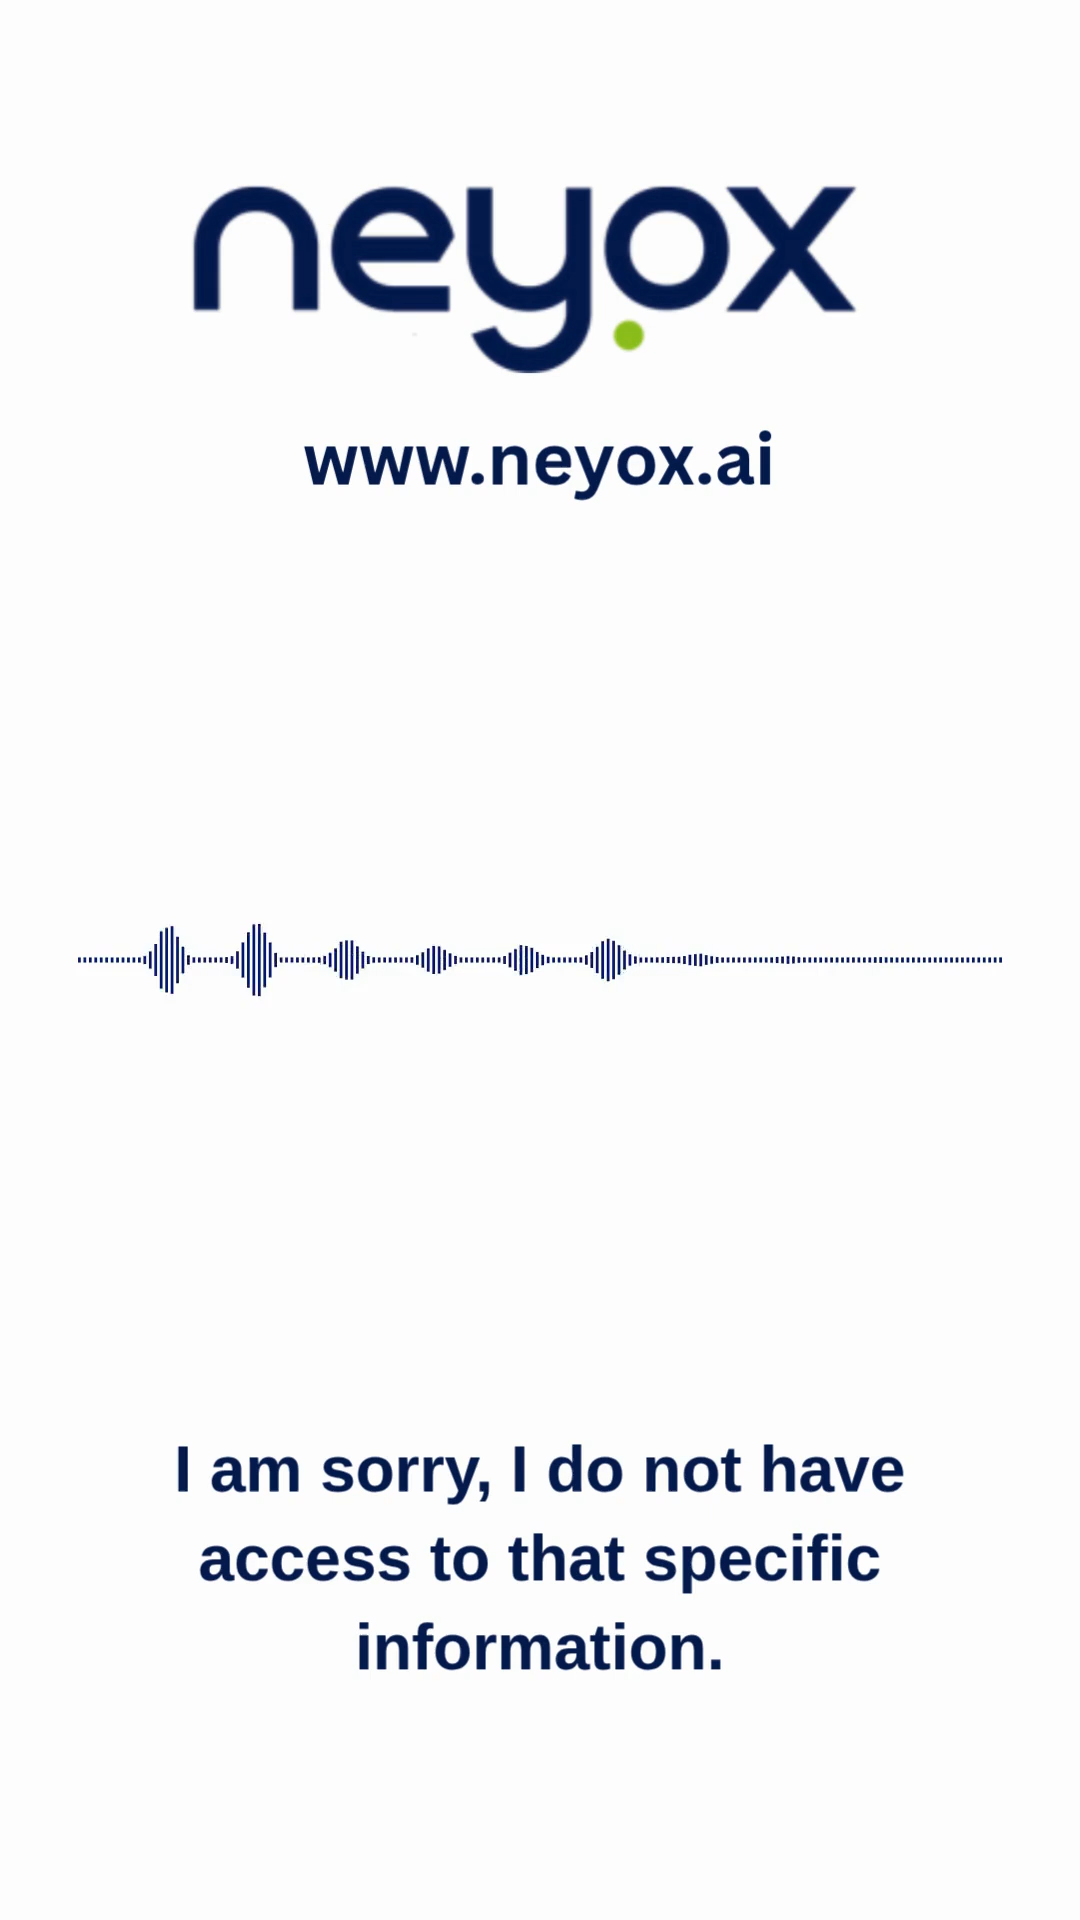 neyox
www.neyox.ai
I am sorry, I do not have
access to that specific
information.